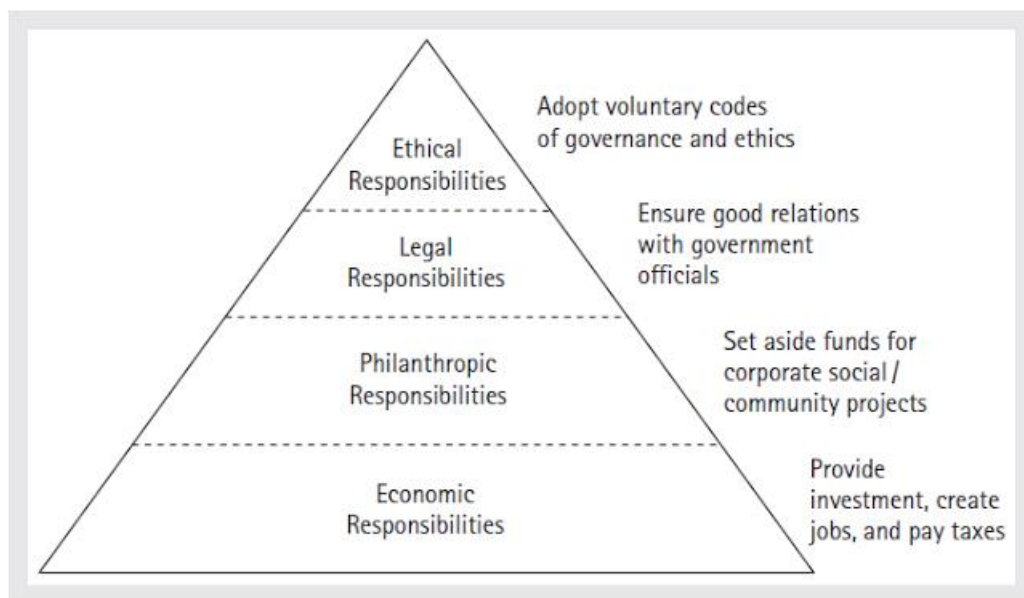 Adopt voluntary codes
of governance and ethics
Ethical
Responsibilities
Ensure good relations
with government
officials
Legal
Responsibilities
Set aside funds for
corporate social /
community projects
Philanthropic
Responsibilities
Provide
investment, create
jobs, and pay taxes
Economic
Responsibilities